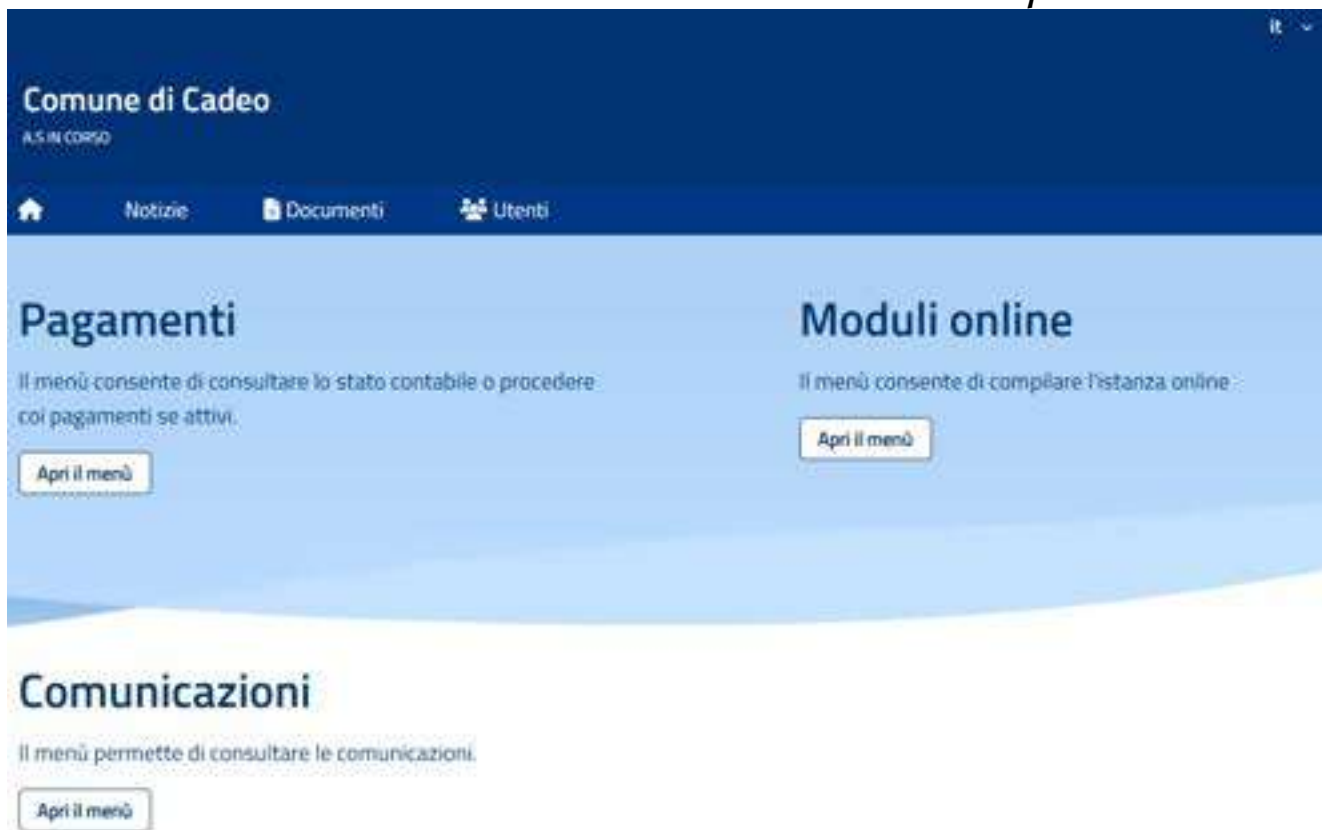 it
Comune di Cadeo
A.S IN CORSO
Notizie
Documenti
Utenti
Pagamenti
Il menù consente di consultare lo stato contabile o procedere
coi pagamenti se attivi.
Apri il menù
Moduli online
Il menù consente di compilare l'istanza online
Apri il menù
Comunicazioni
Il menù permette di consultare le comunicazioni.
Apri il menù